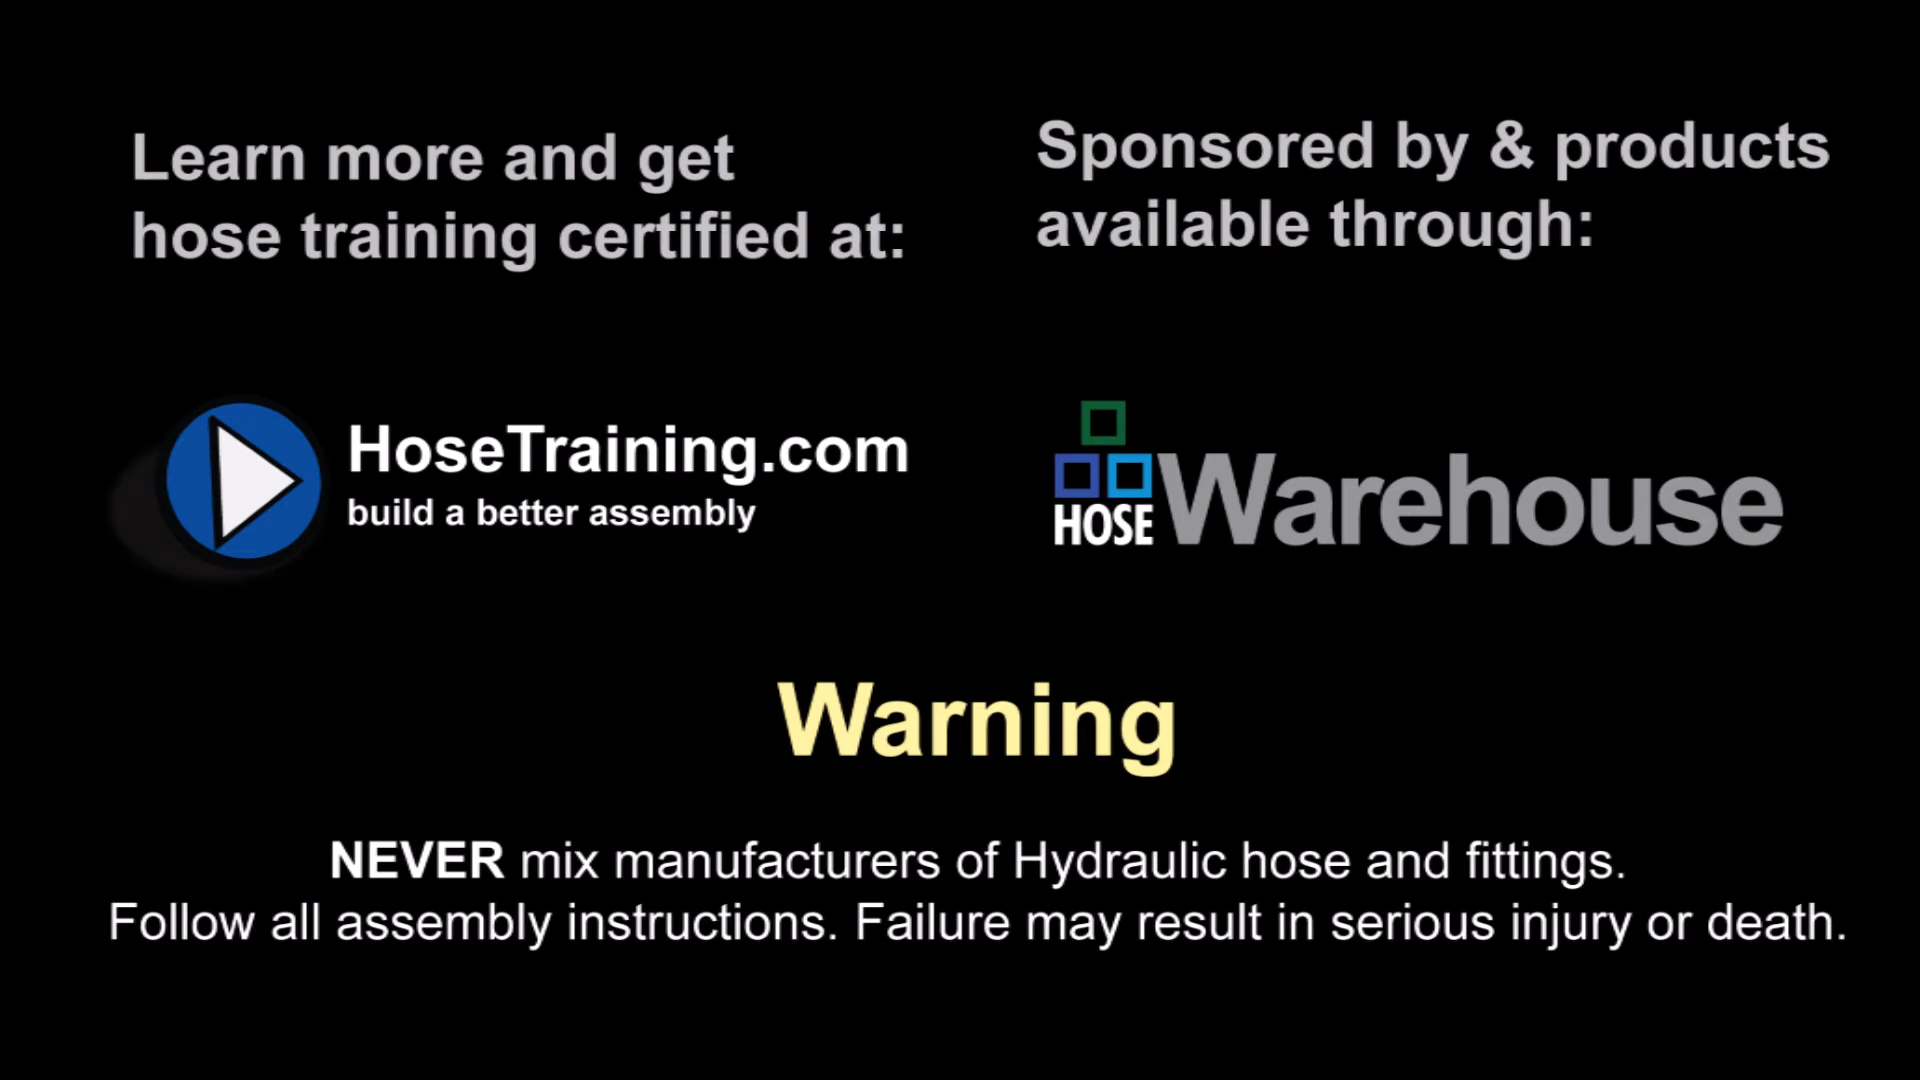 Learn more and get
hose training certified at:
Sponsored by & products
available through:
HoseTraining.com
build a better assembly
HOSE Warehouse
Warning
NEVER mix manufacturers of Hydraulic hose and fittings.
Follow all assembly instructions. Failure may result in serious injury or death.